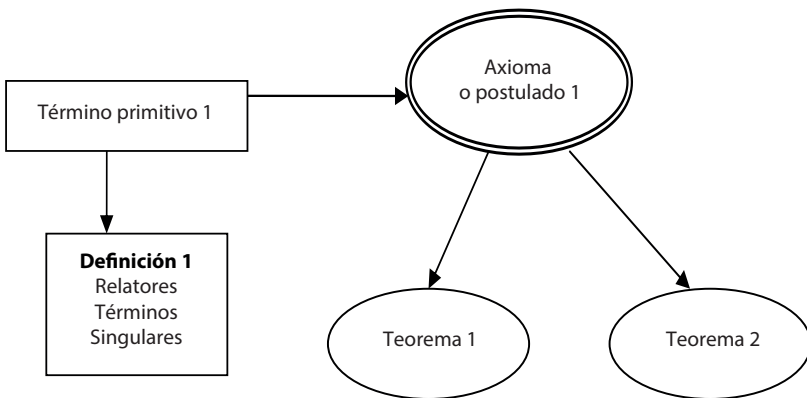 Axioma
o postulado 1
Término primitivo 1
Definición 1
Relatores
Términos
Singulares
Teorema 1
Teorema 2